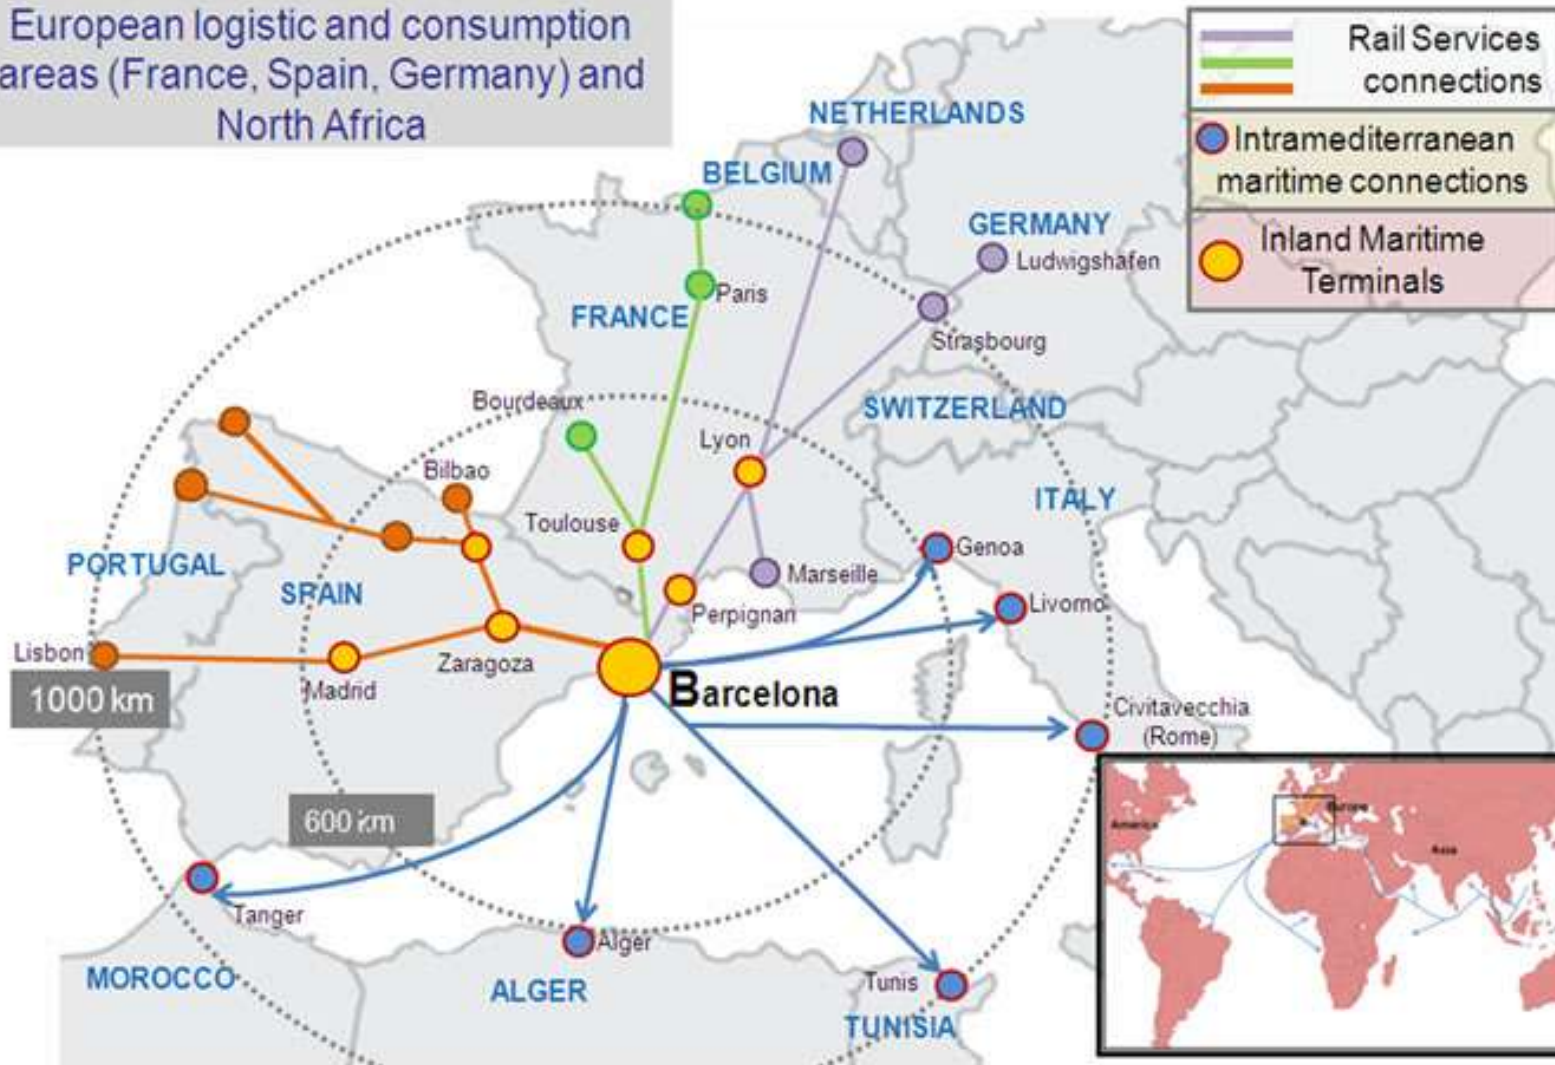 European logistic and consumption
areas (France, Spain, Germany) and
North Africa
Rail Services
connections
Intramediterranean
maritime connections
Inland Maritime
Terminals
NETHERLANDS
BELGIUM
GERMANY
Ludwigshafen
Paris
FRANCE
Strasbourg
Bourdeaux
SWITZERLAND
Lyon
Bilbao
ITALY
Toulouse
Genoa
PORTUGAL
Marseille
SPAIN
Perpignan
Livorno
Lisbon
Zaragoza
Madrid
1000 km
Barcelona
Civitavecchia
(Rome)
600 km
Europe
America
Asia
Tanger
Alger
MOROCCO
ALGER
Tunis
TUNISIA